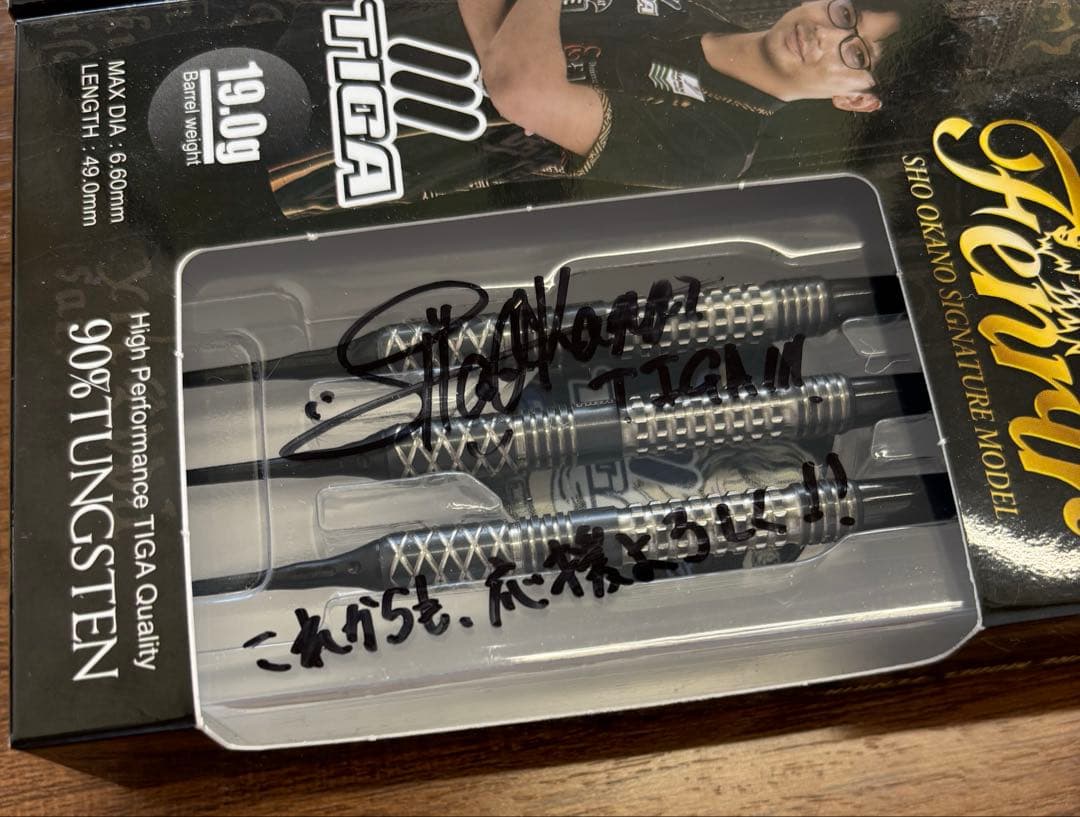 Henry
SHO OKANO SIGNATURE MODEL
TIGA
19.0g
Barrel weight
MAX DIA : 6.60mm
LENGTH : 49.0mm
Sho Okano
TIGA!!!
これからも、応援よろしく!!
High Performance TIGA Quality
90%TUNGSTEN